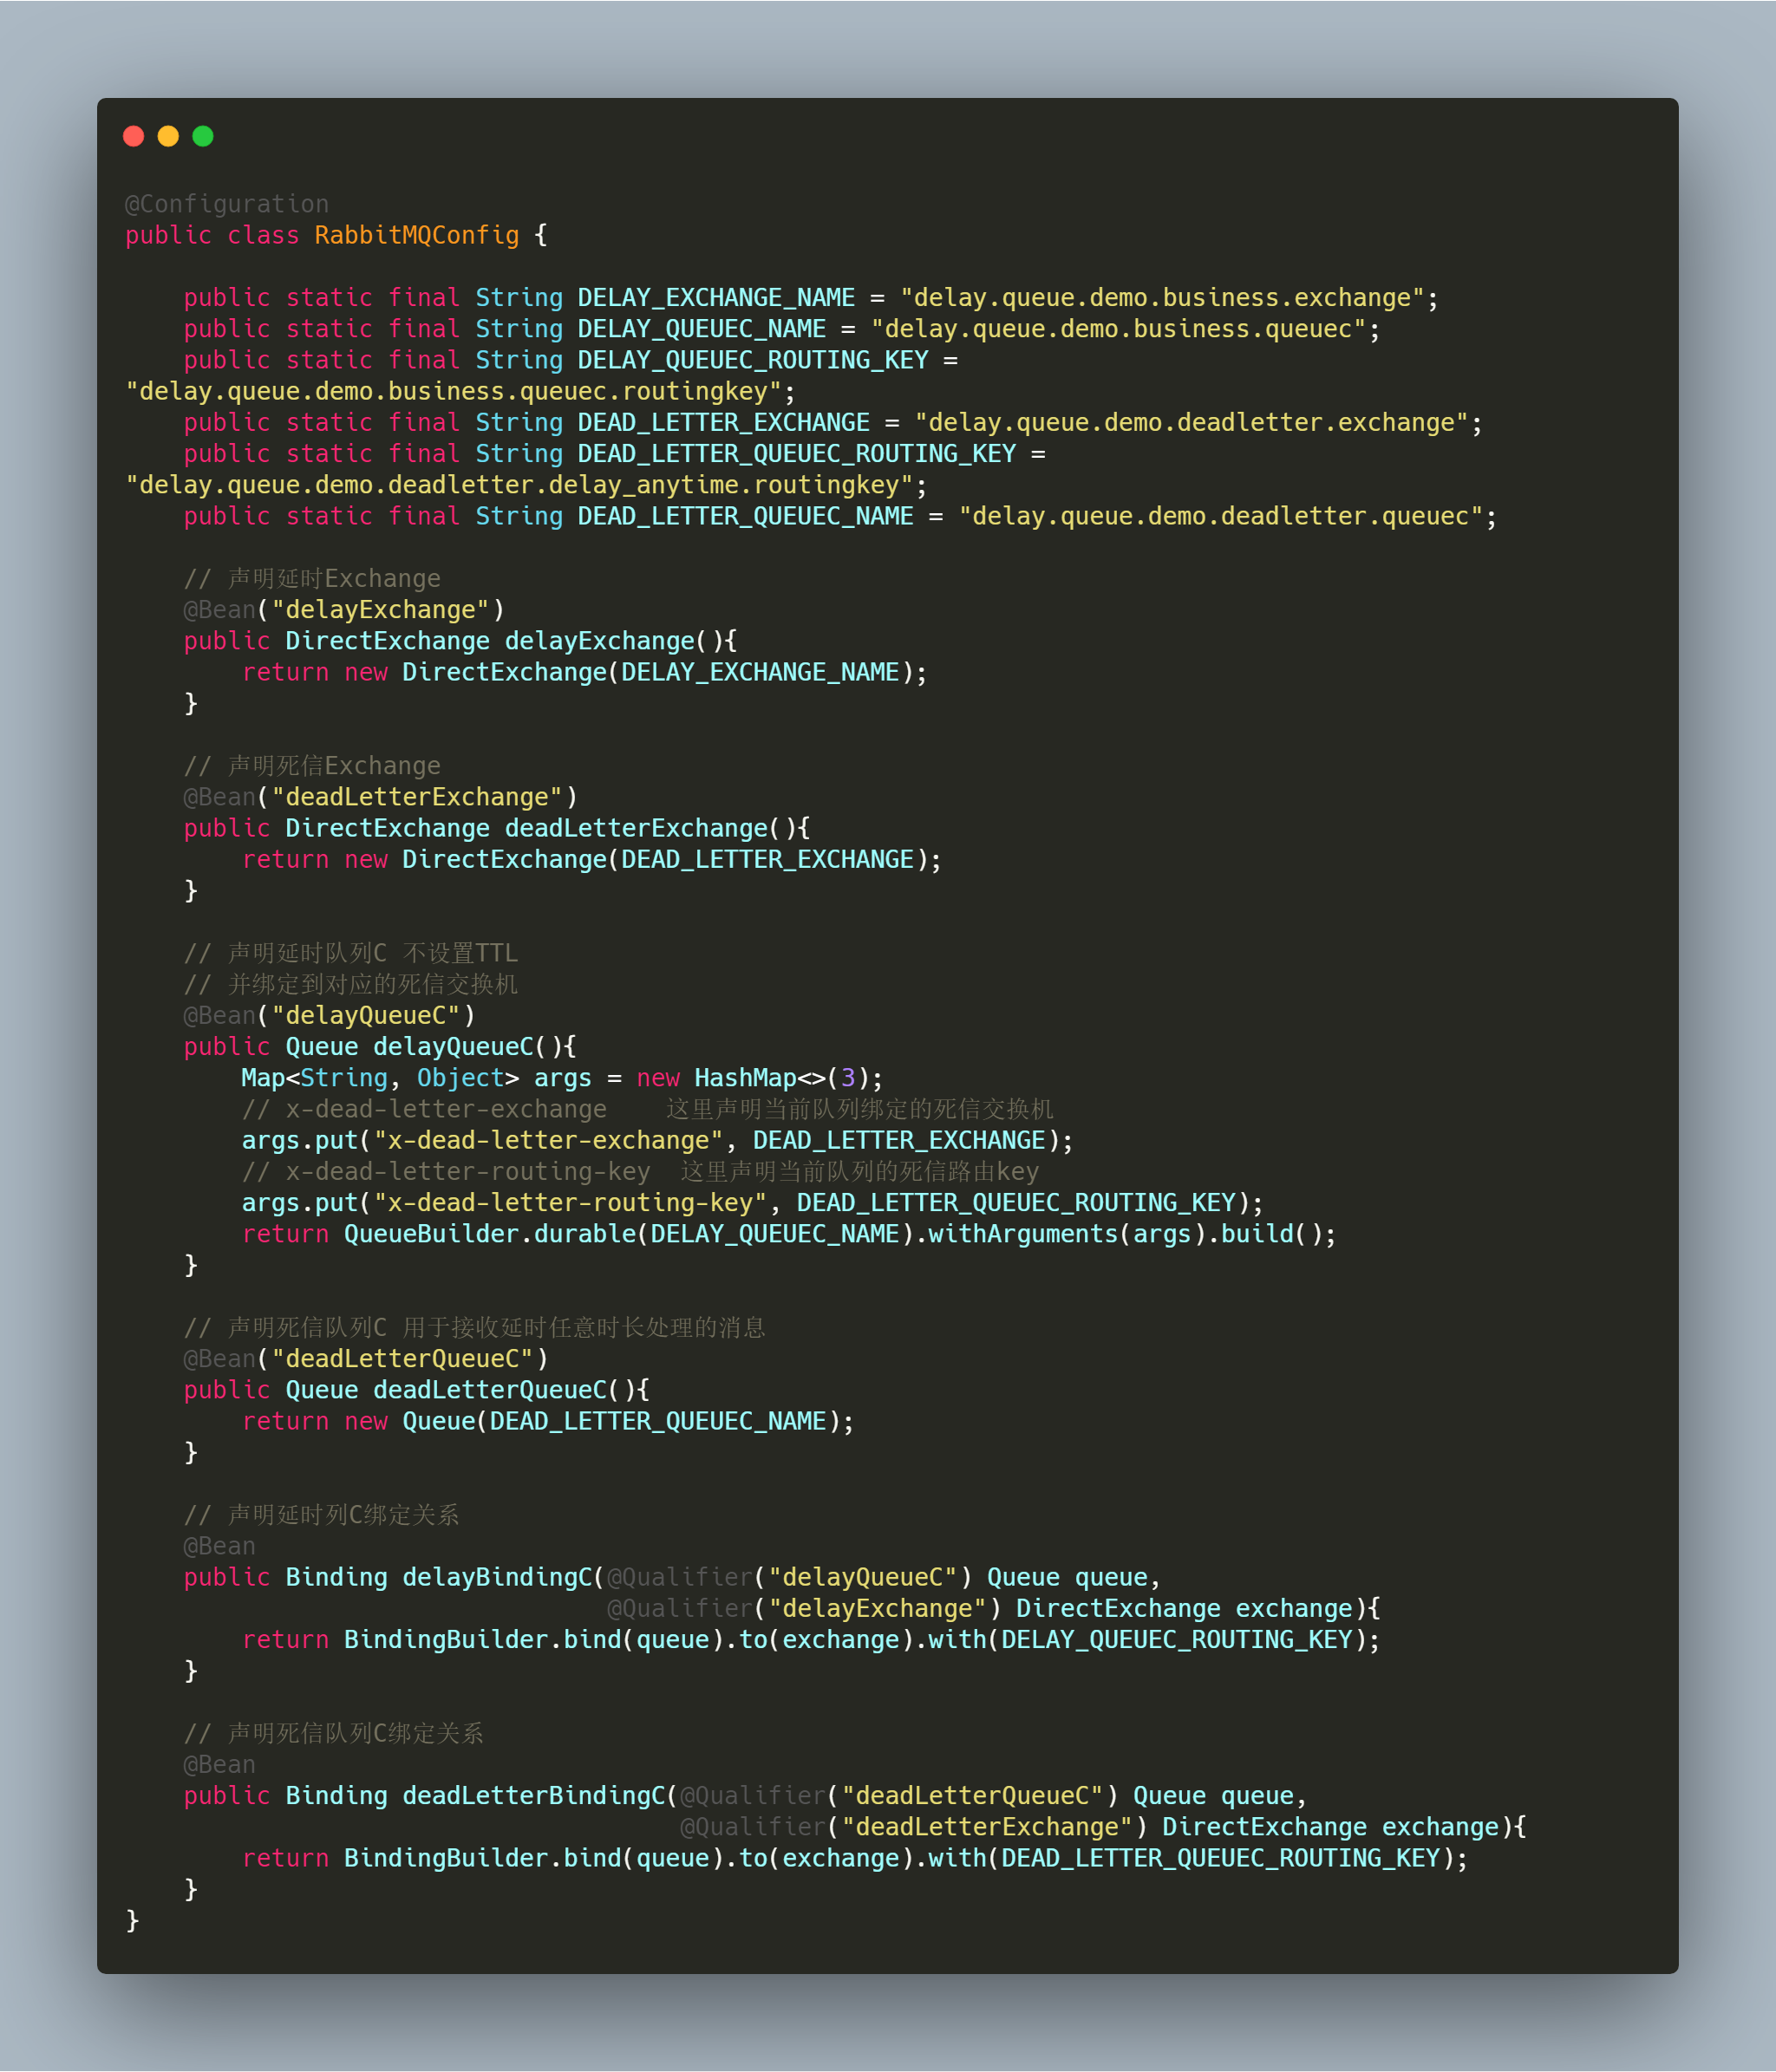 @Configuration
public class RabbitMQConfig {
    public static final String DELAY_EXCHANGE_NAME = "delay.queue.demo.business.exchange";
    public static final String DELAY_QUEUEC_NAME = "delay.queue.demo.business.queuec";
    public static final String DELAY_QUEUEC_ROUTING_KEY =
"delay.queue.demo.business.queuec.routingkey";
    public static final String DEAD_LETTER_EXCHANGE = "delay.queue.demo.deadletter.exchange";
    public static final String DEAD_LETTER_QUEUEC_ROUTING_KEY =
"delay.queue.demo.deadletter.delay_anytime.routingkey";
    public static final String DEAD_LETTER_QUEUEC_NAME = "delay.queue.demo.deadletter.queuec";
    // 声明延时Exchange
    @Bean("delayExchange")
    public DirectExchange delayExchange(){
        return new DirectExchange(DELAY_EXCHANGE_NAME);
    }
    // 声明死信Exchange
    @Bean("deadLetterExchange")
    public DirectExchange deadLetterExchange(){
        return new DirectExchange(DEAD_LETTER_EXCHANGE);
    }
    // 声明延时队列C 不设置TTL
    // 并绑定到对应的死信交换机
    @Bean("delayQueueC")
    public Queue delayQueueC(){
        Map<String, Object> args = new HashMap<>(3);
        // x-dead-letter-exchange    这里声明当前队列绑定的死信交换机
        args.put("x-dead-letter-exchange", DEAD_LETTER_EXCHANGE);
        // x-dead-letter-routing-key  这里声明当前队列的死信路由key
        args.put("x-dead-letter-routing-key", DEAD_LETTER_QUEUEC_ROUTING_KEY);
        return QueueBuilder.durable(DELAY_QUEUEC_NAME).withArguments(args).build();
    }
    // 声明死信队列C 用于接收延时任意时长处理的消息
    @Bean("deadLetterQueueC")
    public Queue deadLetterQueueC(){
        return new Queue(DEAD_LETTER_QUEUEC_NAME);
    }
    // 声明延时列C绑定关系
    @Bean
    public Binding delayBindingC(@Qualifier("delayQueueC") Queue queue,
                                 @Qualifier("delayExchange") DirectExchange exchange){
        return BindingBuilder.bind(queue).to(exchange).with(DELAY_QUEUEC_ROUTING_KEY);
    }
    // 声明死信队列C绑定关系
    @Bean
    public Binding deadLetterBindingC(@Qualifier("deadLetterQueueC") Queue queue,
                                      @Qualifier("deadLetterExchange") DirectExchange exchange){
        return BindingBuilder.bind(queue).to(exchange).with(DEAD_LETTER_QUEUEC_ROUTING_KEY);
    }
}